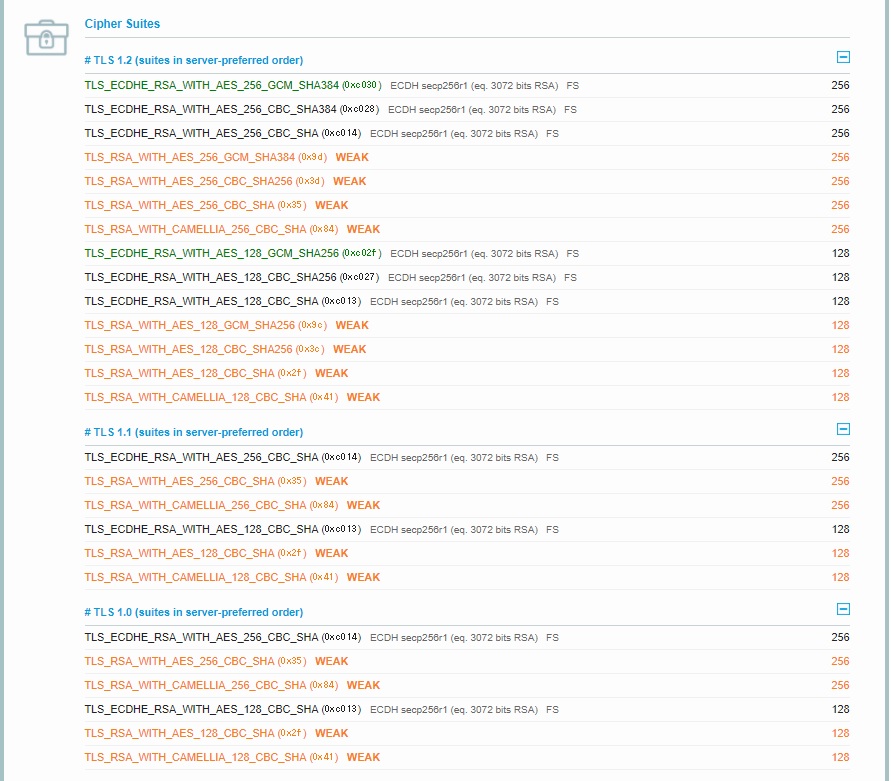 Cipher Suites
# TLS 1.2 (suites in server-preferred order)
TLS_ECDHE_RSA_WITH_AES_256_GCM_SHA384 (0xc030) ECDH secp256r1 (eq. 3072 bits RSA) FS 256
TLS_ECDHE_RSA_WITH_AES_256_CBC_SHA384 (0xc028) ECDH secp256r1 (eq. 3072 bits RSA) FS 256
TLS_ECDHE_RSA_WITH_AES_256_CBC_SHA (0xc014) ECDH secp256r1 (eq. 3072 bits RSA) FS 256
TLS_RSA_WITH_AES_256_GCM_SHA384 (0x9d) WEAK 256
TLS_RSA_WITH_AES_256_CBC_SHA256 (0x3d) WEAK 256
TLS_RSA_WITH_AES_256_CBC_SHA (0x35) WEAK 256
TLS_RSA_WITH_CAMELLIA_256_CBC_SHA (0x84) WEAK 256
TLS_ECDHE_RSA_WITH_AES_128_GCM_SHA256 (0xc02f) ECDH secp256r1 (eq. 3072 bits RSA) FS 128
TLS_ECDHE_RSA_WITH_AES_128_CBC_SHA256 (0xc027) ECDH secp256r1 (eq. 3072 bits RSA) FS 128
TLS_ECDHE_RSA_WITH_AES_128_CBC_SHA (0xc013) ECDH secp256r1 (eq. 3072 bits RSA) FS 128
TLS_RSA_WITH_AES_128_GCM_SHA256 (0x9c) WEAK 128
TLS_RSA_WITH_AES_128_CBC_SHA256 (0x3c) WEAK 128
TLS_RSA_WITH_AES_128_CBC_SHA (0x2f) WEAK 128
TLS_RSA_WITH_CAMELLIA_128_CBC_SHA (0x41) WEAK 128
# TLS 1.1 (suites in server-preferred order)
TLS_ECDHE_RSA_WITH_AES_256_CBC_SHA (0xc014) ECDH secp256r1 (eq. 3072 bits RSA) FS 256
TLS_RSA_WITH_AES_256_CBC_SHA (0x35) WEAK 256
TLS_RSA_WITH_CAMELLIA_256_CBC_SHA (0x84) WEAK 256
TLS_ECDHE_RSA_WITH_AES_128_CBC_SHA (0xc013) ECDH secp256r1 (eq. 3072 bits RSA) FS 128
TLS_RSA_WITH_AES_128_CBC_SHA (0x2f) WEAK 128
TLS_RSA_WITH_CAMELLIA_128_CBC_SHA (0x41) WEAK 128
# TLS 1.0 (suites in server-preferred order)
TLS_ECDHE_RSA_WITH_AES_256_CBC_SHA (0xc014) ECDH secp256r1 (eq. 3072 bits RSA) FS 256
TLS_RSA_WITH_AES_256_CBC_SHA (0x35) WEAK 256
TLS_RSA_WITH_CAMELLIA_256_CBC_SHA (0x84) WEAK 256
TLS_ECDHE_RSA_WITH_AES_128_CBC_SHA (0xc013) ECDH secp256r1 (eq. 3072 bits RSA) FS 128
TLS_RSA_WITH_AES_128_CBC_SHA (0x2f) WEAK 128
TLS_RSA_WITH_CAMELLIA_128_CBC_SHA (0x41) WEAK 128